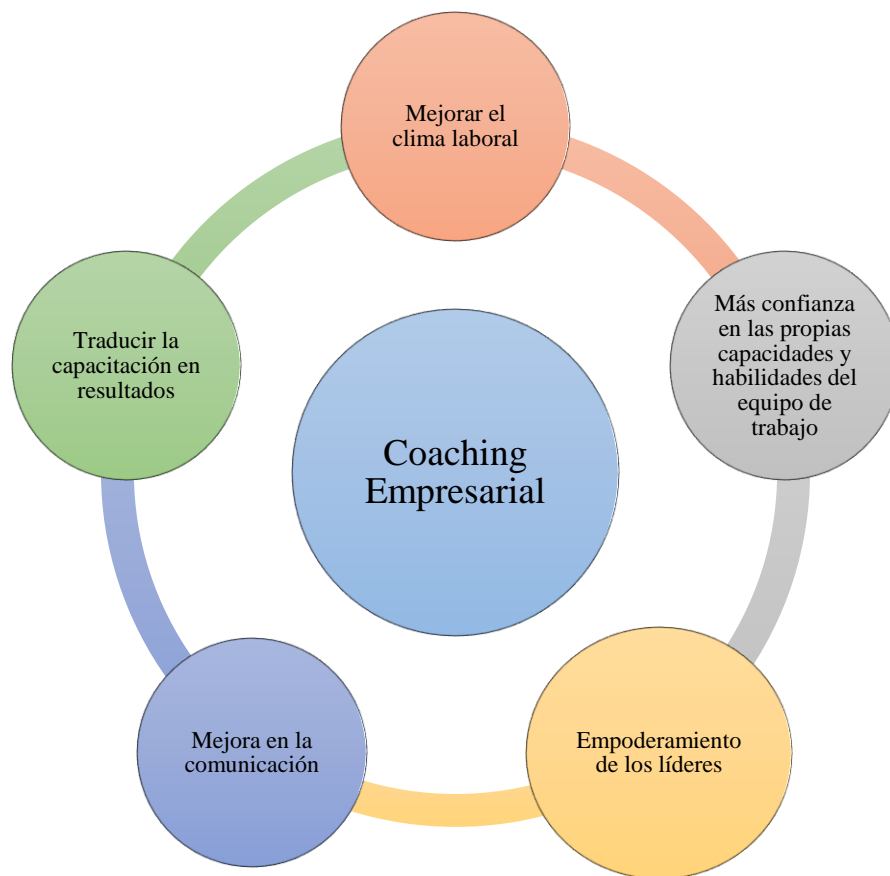 Mejorar el
clima laboral
Más confianza
en las propias
capacidades y
habilidades del
equipo de
trabajo
Empoderamiento
de los líderes
Mejora en la
comunicación
Traducir la
capacitación en
resultados
Coaching
Empresarial